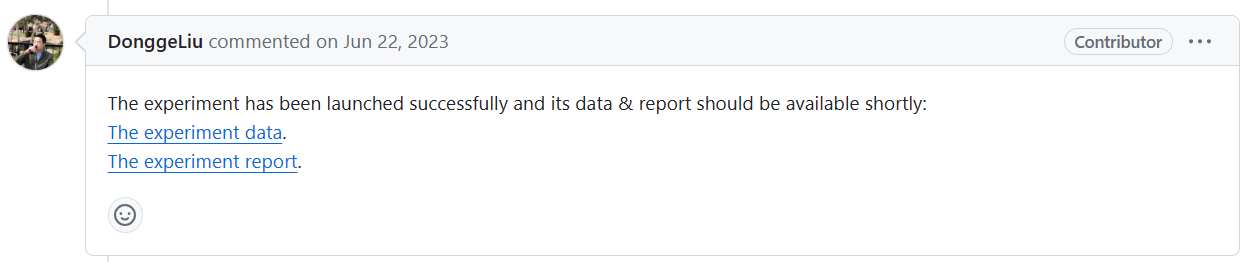 DonggeLiu commented on Jun 22, 2023
Contributor
The experiment has been launched successfully and its data & report should be available shortly:
The experiment data.
The experiment report.